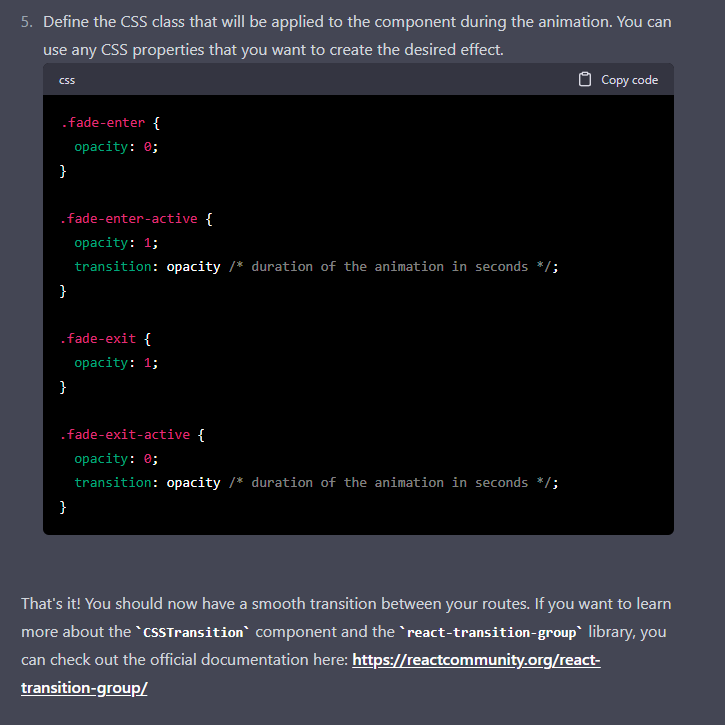 5. Define the CSS class that will be applied to the component during the animation. You can
use any CSS properties that you want to create the desired effect.
css Copy code
.fade-enter {
  opacity: 0;
}
.fade-enter-active {
  opacity: 1;
  transition: opacity /* duration of the animation in seconds */;
}
.fade-exit {
  opacity: 1;
}
.fade-exit-active {
  opacity: 0;
  transition: opacity /* duration of the animation in seconds */;
}
That's it! You should now have a smooth transition between your routes. If you want to learn
more about the `CSSTransition` component and the `react-transition-group` library, you
can check out the official documentation here: https://reactcommunity.org/react-
transition-group/